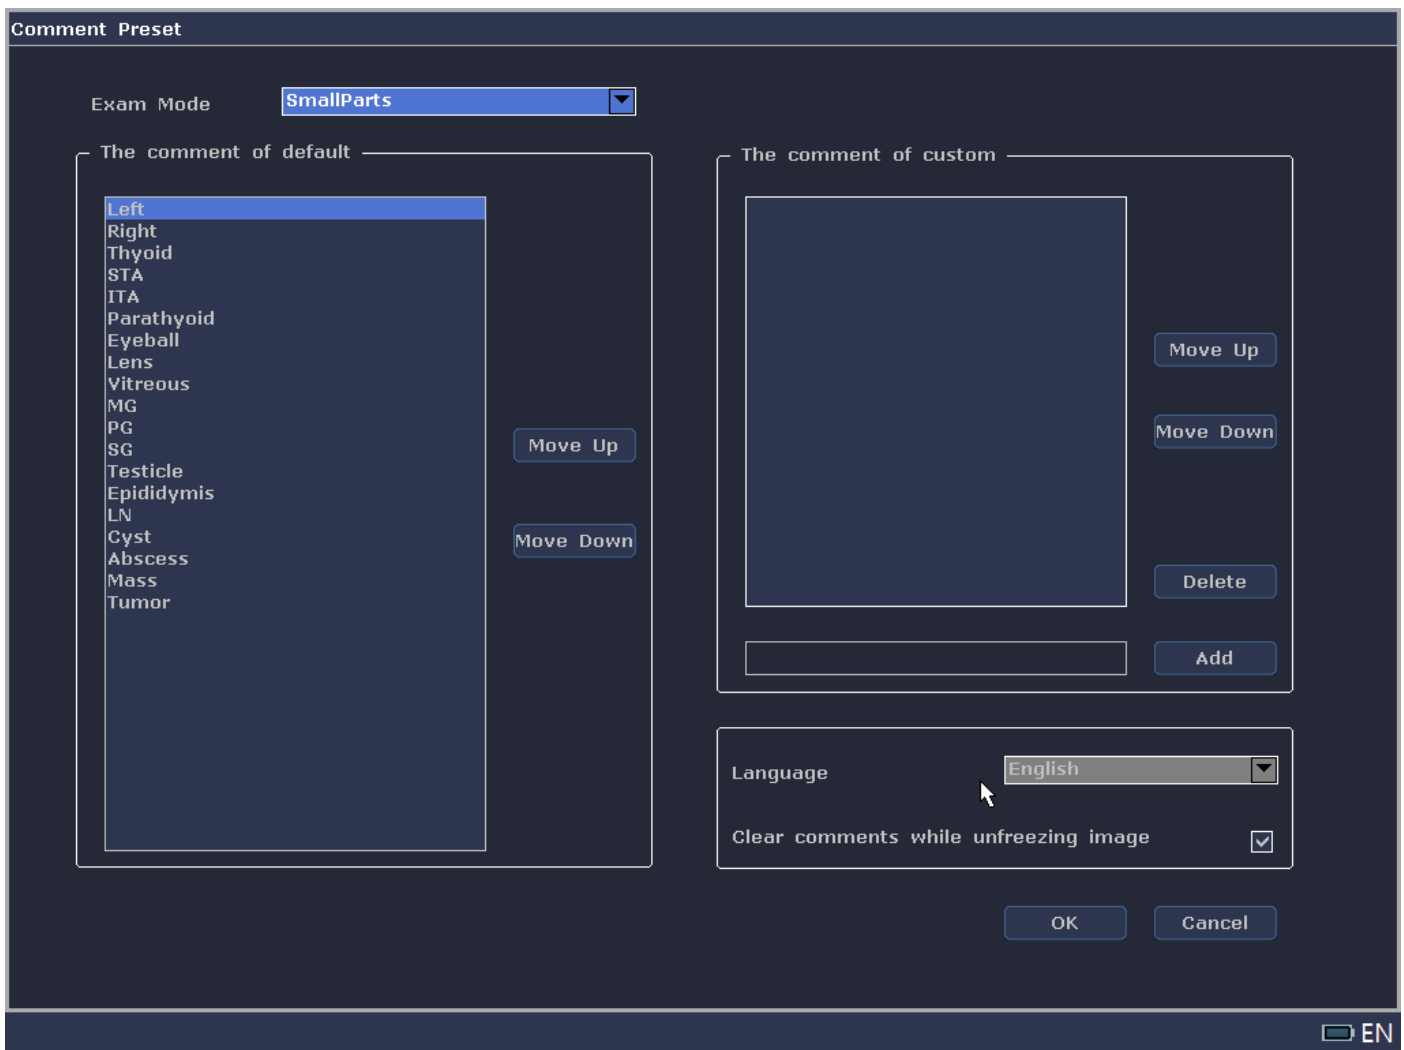 Comment Preset
Exam Mode
SmallParts
The comment of default
Left
Right
Thyoid
STA
ITA
Parathyoid
Eyeball
Lens
Vitreous
MG
PG
SG
Testicle
Epididymis
LN
Cyst
Abscess
Mass
Tumor
Move Up
Move Down
The comment of custom
Move Up
Move Down
Delete
Add
Language
English
Clear comments while unfreezing image
OK
Cancel
EN